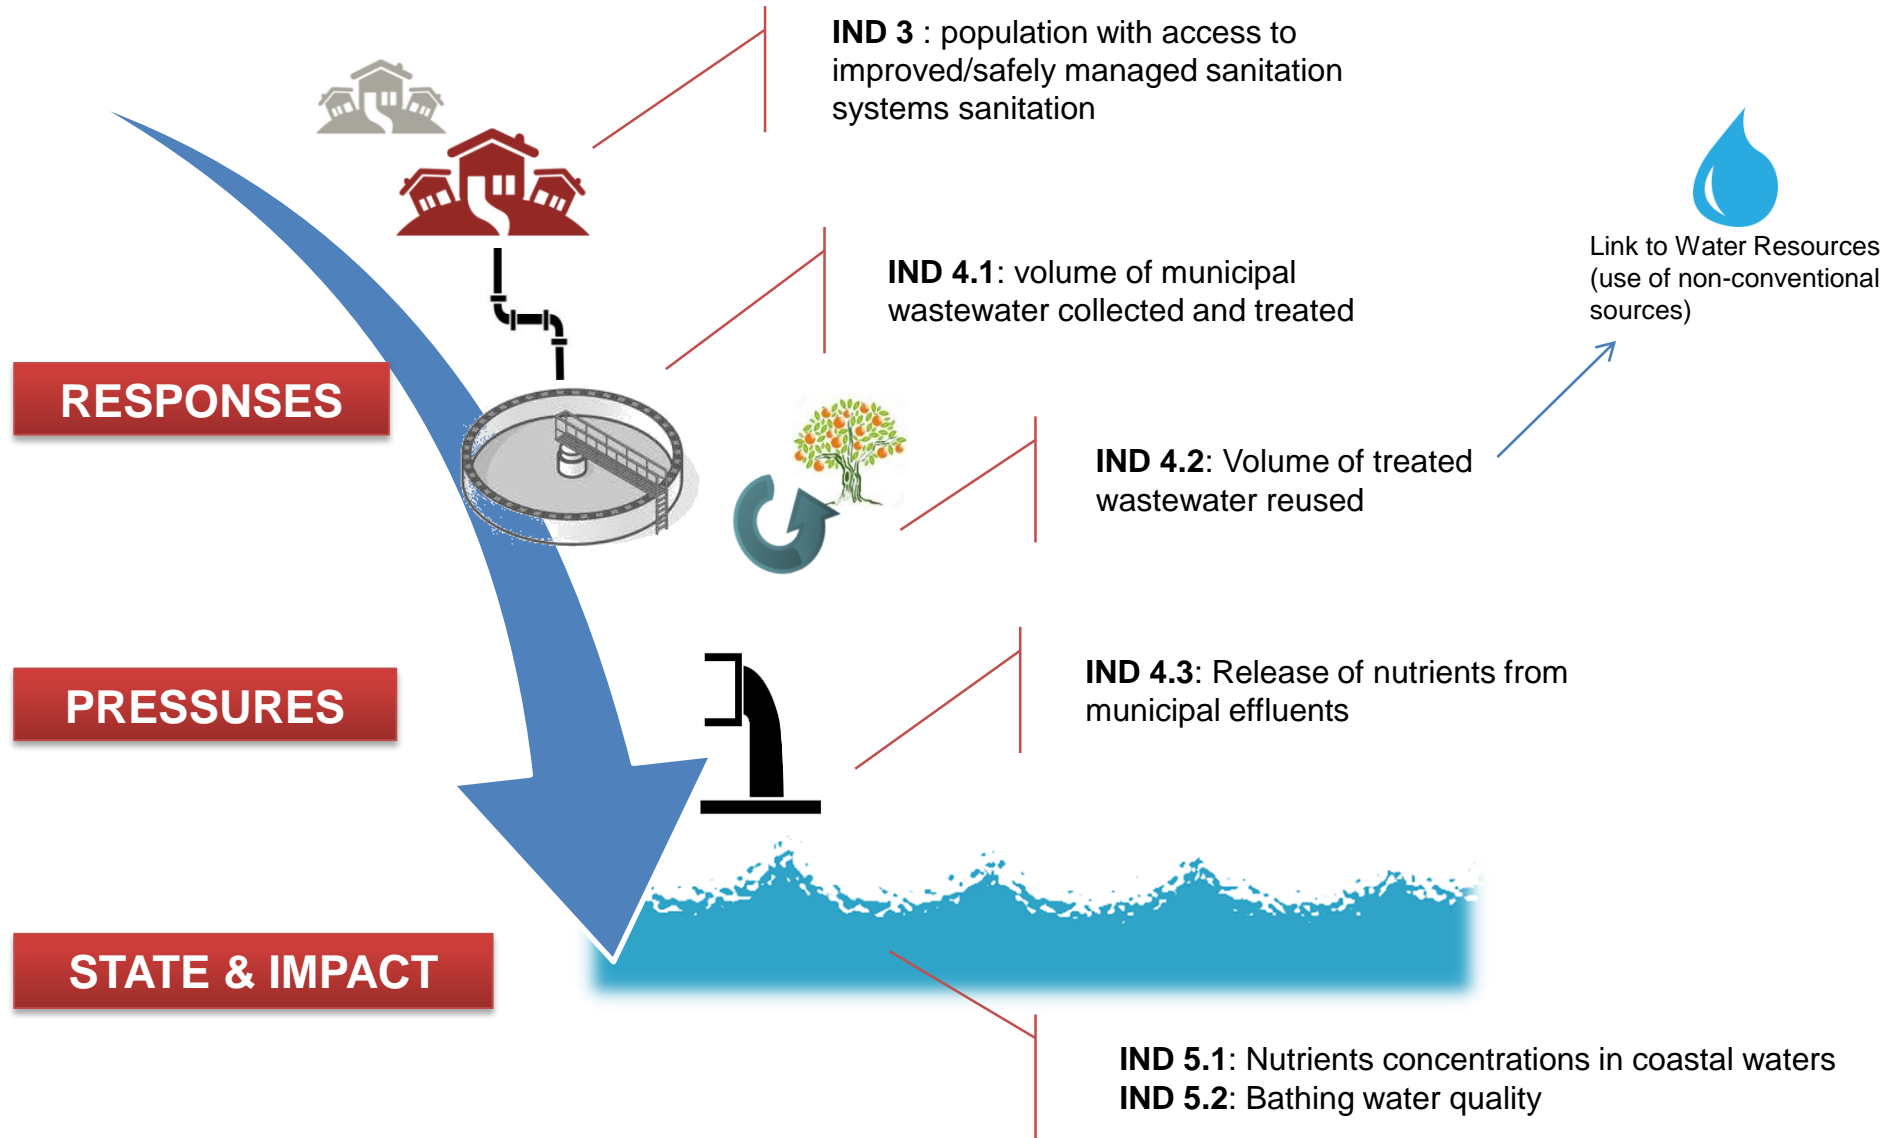 IND 3 : population with access to
improved/safely managed sanitation
systems sanitation
Link to Water Resources
(use of non-conventional
sources)
IND 4.1: volume of municipal
wastewater collected and treated
RESPONSES
IND 4.2: Volume of treated
wastewater reused
PRESSURES
IND 4.3: Release of nutrients from
municipal effluents
STATE & IMPACT
IND 5.1: Nutrients concentrations in coastal waters
IND 5.2: Bathing water quality